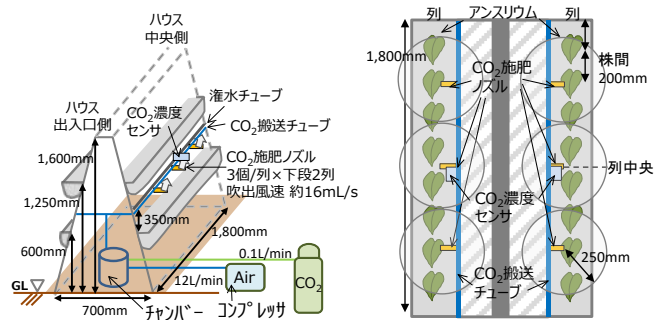 ハウス
中央側
ハウス
出入口側
CO₂濃度
センサ
潅水チューブ
CO₂搬送チューブ
CO₂施肥ノズル
3個/列×下段2列
吹出風速 約16mL/s
1,600mm
1,250mm
600mm
350mm
1,800mm
0.1L/min
12L/min
Air
CO₂
GL
700mm
チャンバー
コンプレッサ
列
アンスリウム
列
1,800mm
株間
200mm
CO₂施肥
ノズル
列中央
CO₂濃度
センサ
250mm
CO₂搬送
チューブ